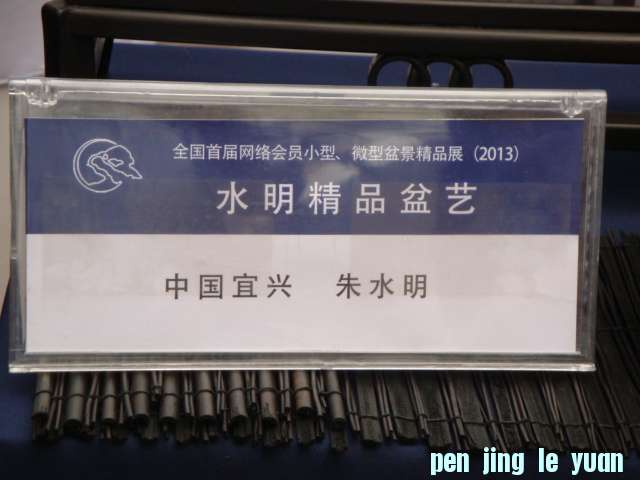 全国首届网络会员小型、微型盆景精品展（2013）
水明精品盆艺
中国宜兴 朱水明
pen jing le yuan